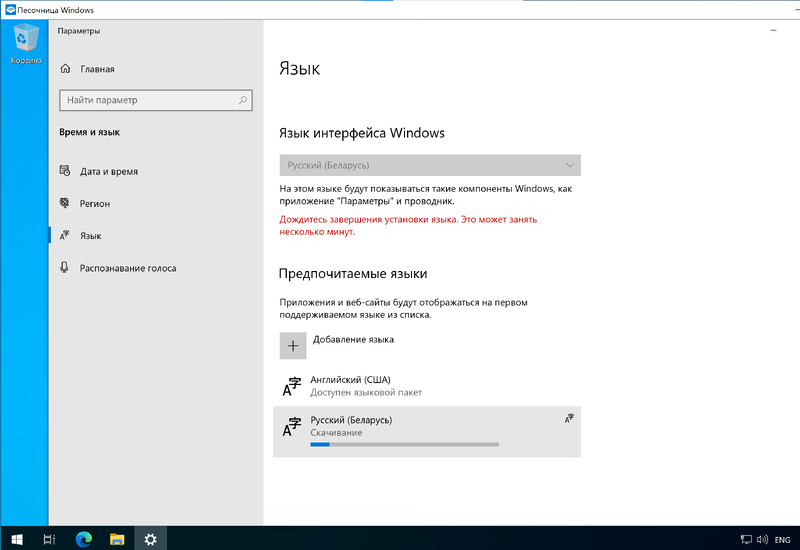 Песочница Windows
Корзина
Параметры
Главная
Найти параметр
Время и язык
Дата и время
Регион
Язык
Распознавание голоса
Язык
Язык интерфейса Windows
Русский (Беларусь)
На этом языке будут показываться такие компоненты Windows, как
приложение "Параметры" и проводник.
Дождитесь завершения установки языка. Это может занять
несколько минут.
Предпочитаемые языки
Приложения и веб-сайты будут отображаться на первом
поддерживаемом языке из списка.
Добавление языка
Английский (США)
Доступен языковой пакет
Русский (Беларусь)
Скачивание
ENG